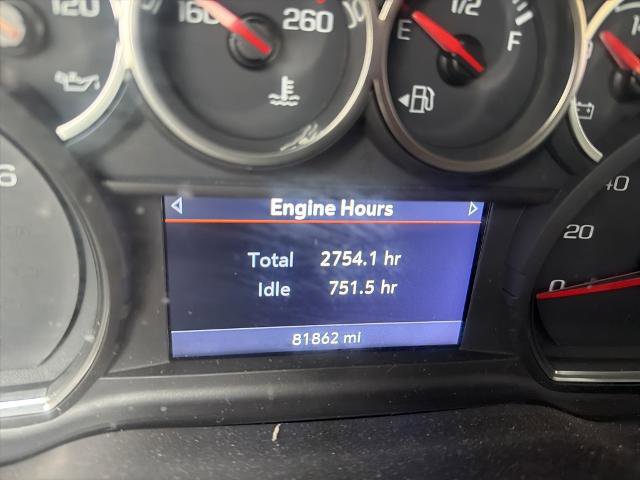 120
160
260
E
1/2
F
6
Engine Hours
Total 2754.1 hr
Idle 751.5 hr
81862 mi
40
20
0